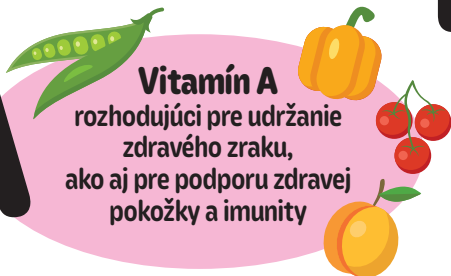 Vitamín A
rozhodujúci pre udržanie
zdravého zraku,
ako aj pre podporu zdravej
pokožky a imunity